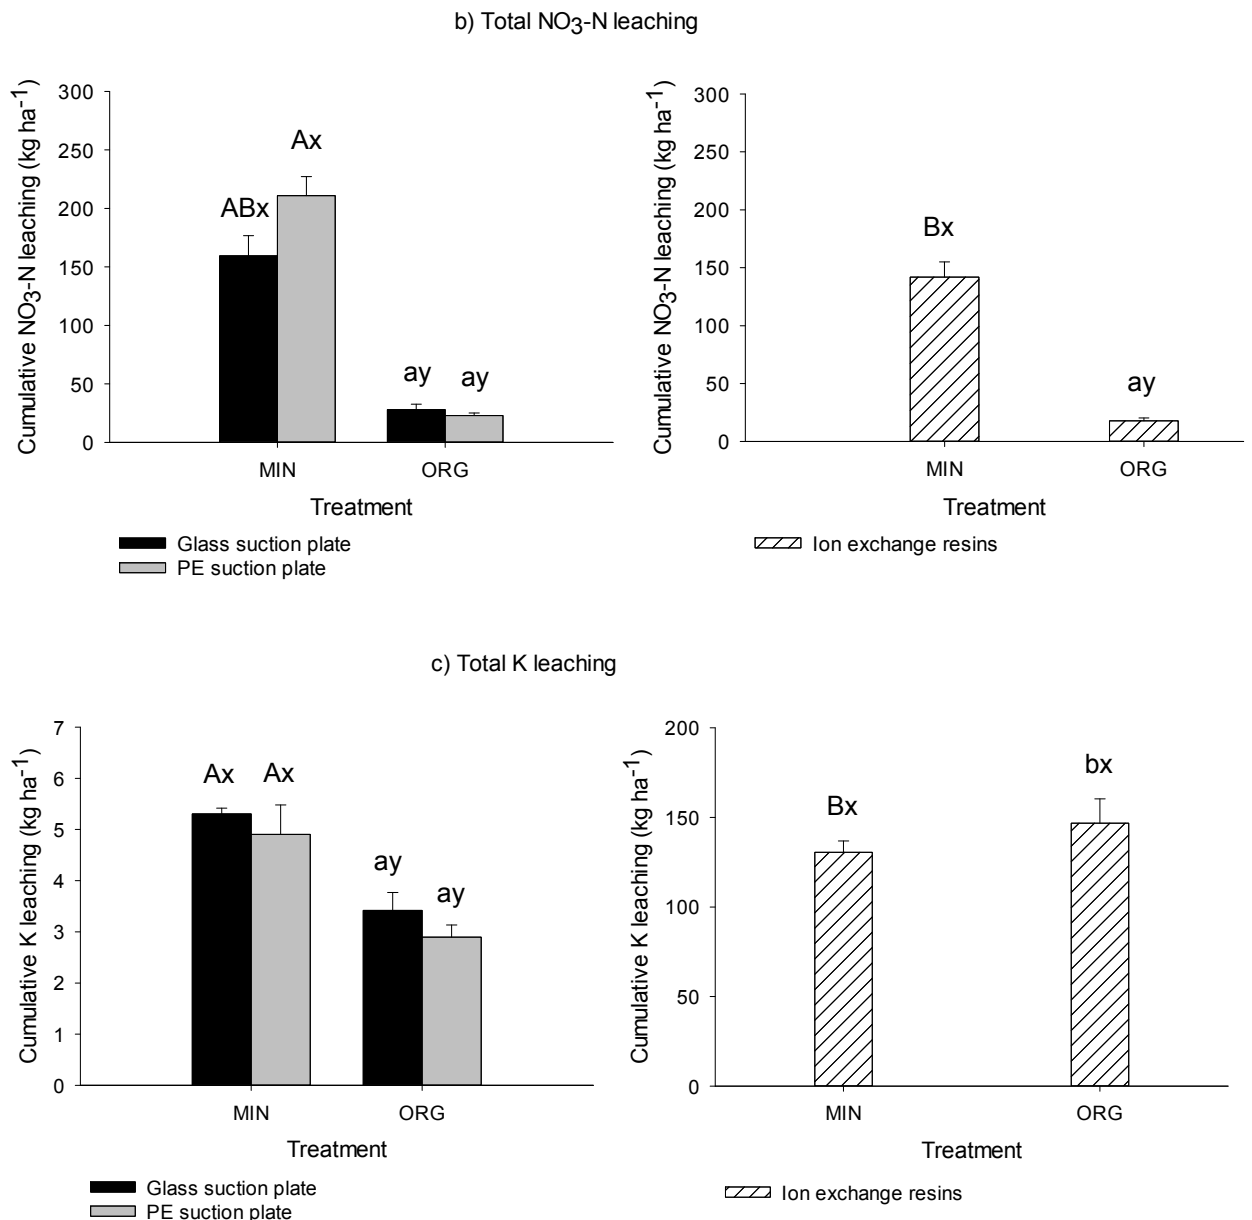 b) Total NO3-N leaching
Cumulative NO3-N leaching (kg ha-1)
300
250
200
150
100
50
0
ABx
Ax
ay
ay
MIN
ORG
Treatment
Glass suction plate
PE suction plate
Cumulative NO3-N leaching (kg ha-1)
300
250
200
150
100
50
0
Bx
ay
MIN
ORG
Treatment
Ion exchange resins
c) Total K leaching
Cumulative K leaching (kg ha-1)
7
6
5
4
3
2
1
0
Ax
Ax
ay
ay
MIN
ORG
Treatment
Glass suction plate
PE suction plate
Cumulative K leaching (kg ha-1)
200
150
100
50
0
Bx
bx
MIN
ORG
Treatment
Ion exchange resins